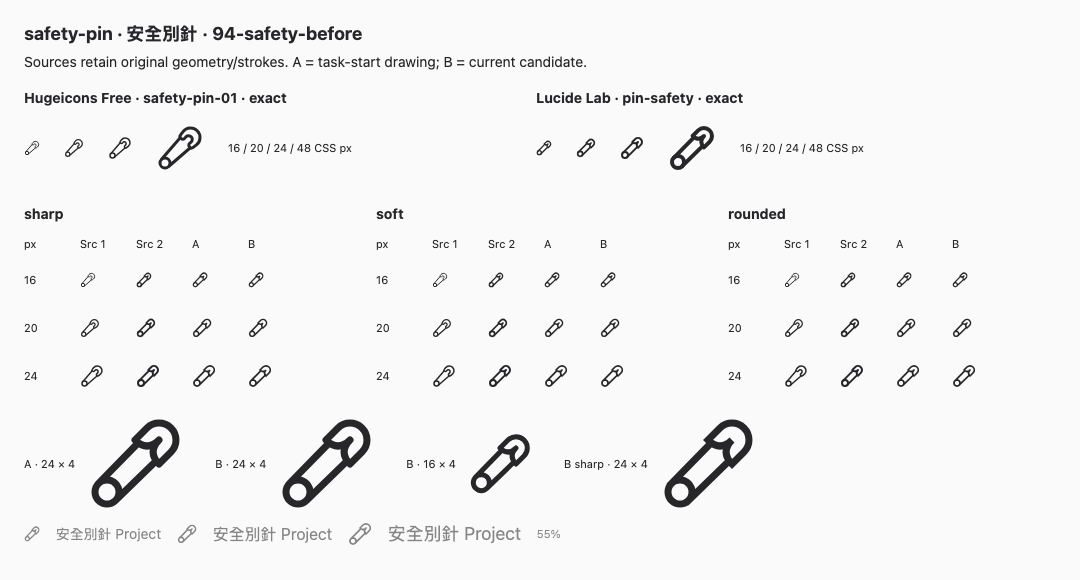 safety-pin · 安全別針 · 94-safety-before
Sources retain original geometry/strokes. A = task-start drawing; B = current candidate.
Hugeicons Free · safety-pin-01 · exact
16 / 20 / 24 / 48 CSS px
Lucide Lab · pin-safety · exact
16 / 20 / 24 / 48 CSS px
sharp
px Src 1 Src 2 A B
16
20
24
soft
px Src 1 Src 2 A B
16
20
24
rounded
px Src 1 Src 2 A B
16
20
24
A · 24 × 4
B · 24 × 4
B · 16 × 4
B sharp · 24 × 4
安全別針 Project 安全別針 Project 安全別針 Project 55%